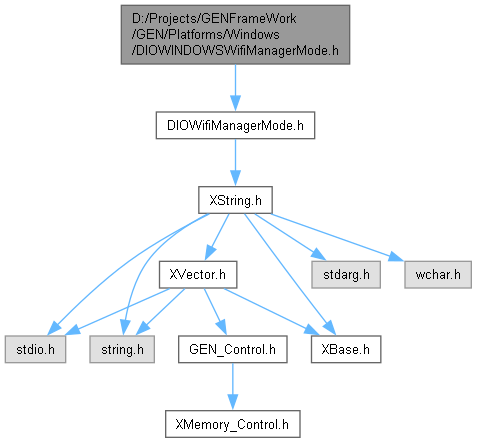 D:/Projects/GENFrameWork
/GEN/Platforms/Windows
/DIOWINDOWSWifiManagerMode.h
DIOWifiManagerMode.h
XString.h
XVector.h
stdarg.h
wchar.h
stdio.h
string.h
GEN_Control.h
XBase.h
XMemory_Control.h